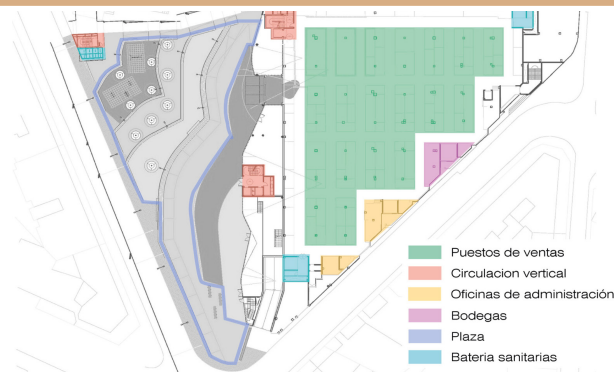 Puestos de ventas
Circulacion vertical
Oficinas de administración
Bodegas
Plaza
Bateria sanitarias